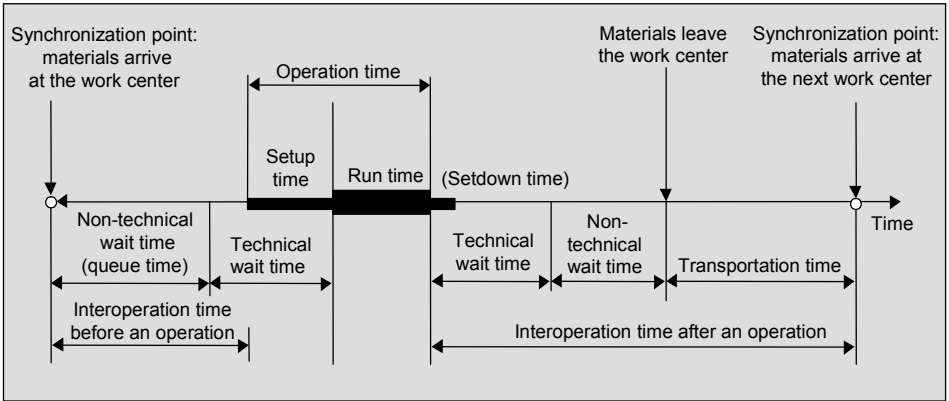 Synchronization point:
materials arrive
at the work center
Materials leave
the work center
Synchronization point:
materials arrive at
the next work center
Operation time
Setup
time
Run time
(Setdown time)
Time
Non-technical
wait time
(queue time)
Technical
wait time
Technical
wait time
Non-
technical
wait time
Transportation time
Interoperation time
before an operation
Interoperation time after an operation